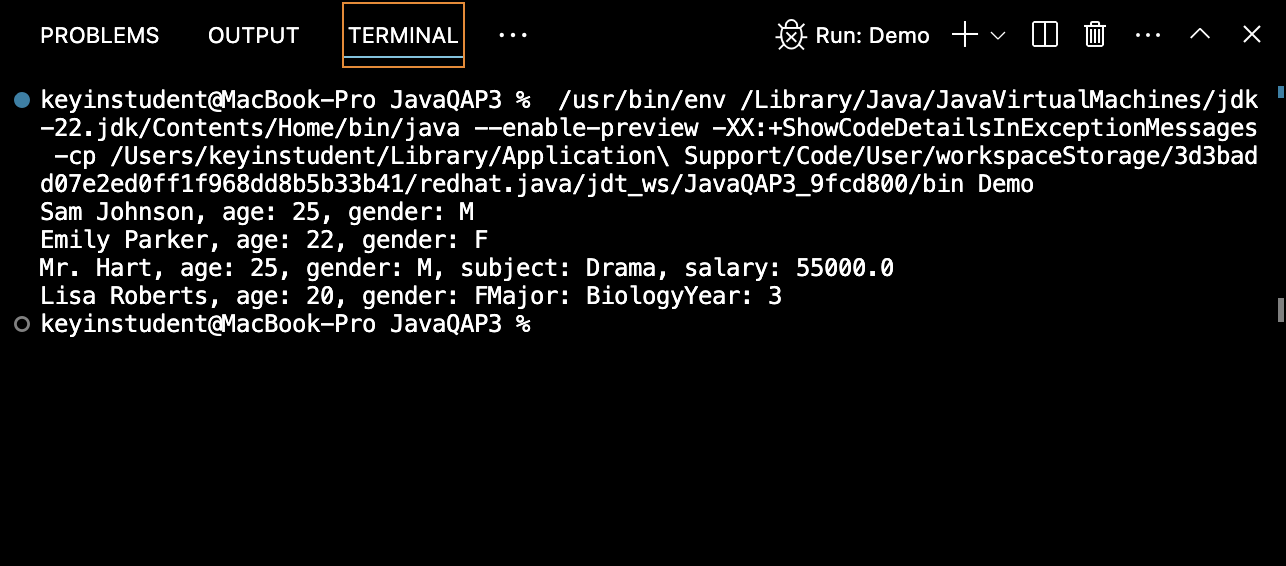 PROBLEMS OUTPUT TERMINAL ··· Run: Demo ···
keyinstudent@MacBook-Pro JavaQAP3 %  /usr/bin/env /Library/Java/JavaVirtualMachines/jdk
-22.jdk/Contents/Home/bin/java --enable-preview -XX:+ShowCodeDetailsInExceptionMessages
 -cp /Users/keyinstudent/Library/Application\ Support/Code/User/workspaceStorage/3d3bad
d07e2ed0ff1f968dd8b5b33b41/redhat.java/jdt_ws/JavaQAP3_9fcd800/bin Demo
Sam Johnson, age: 25, gender: M
Emily Parker, age: 22, gender: F
Mr. Hart, age: 25, gender: M, subject: Drama, salary: 55000.0
Lisa Roberts, age: 20, gender: FMajor: BiologyYear: 3
keyinstudent@MacBook-Pro JavaQAP3 %